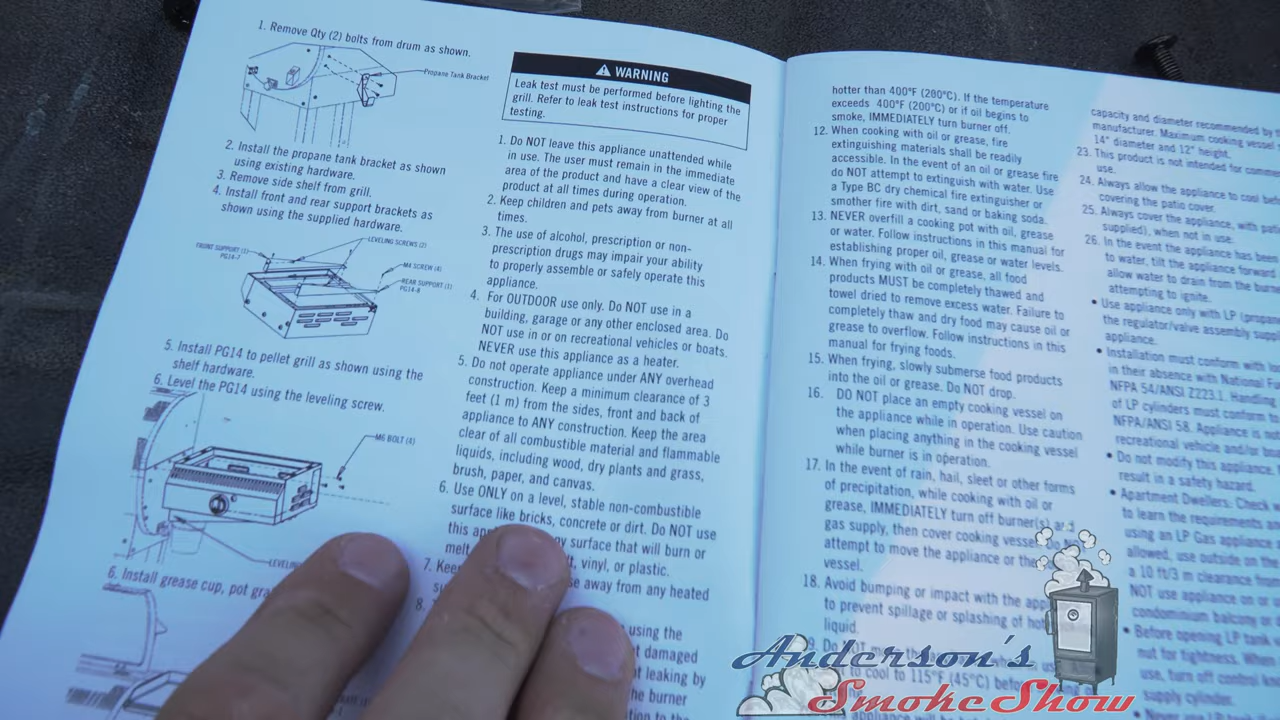 1. Remove Qty (2) bolts from drum as shown.
Propane Tank Bracket
2. Install the propane tank bracket as shown
using existing hardware.
3. Remove side shelf from grill.
4. Install front and rear support brackets as
shown using the supplied hardware.
LEVELING SCREWS (2)
FRONT SUPPORT (1)
PG14-7
M4 SCREW (4)
REAR SUPPORT (1)
PG14-8
5. Install PG14 to pellet grill as shown using the
shelf hardware.
6. Level the PG14 using the leveling screw.
M6 BOLT (4)
LEVELING
6. Install grease cup, pot gra
WARNING
Leak test must be performed before lighting the
grill. Refer to leak test instructions for proper
testing.
1. Do NOT leave this appliance unattended while
in use. The user must remain in the immediate
area of the product and have a clear view of the
product at all times during operation.
2. Keep children and pets away from burner at all
times.
3. The use of alcohol, prescription or non-
prescription drugs may impair your ability
to properly assemble or safely operate this
appliance.
4. For OUTDOOR use only. Do NOT use in a
building, garage or any other enclosed area. Do
NOT use in or on recreational vehicles or boats.
NEVER use this appliance as a heater.
5. Do not operate appliance under ANY overhead
construction. Keep a minimum clearance of 3
feet (1 m) from the sides, front and back of
appliance to ANY construction. Keep the area
clear of all combustible material and flammable
liquids, including wood, dry plants and grass,
brush, paper, and canvas.
6. Use ONLY on a level, stable non-combustible
surface like bricks, concrete or dirt. Do NOT use
this any surface that will burn or
melt vinyl, or plastic.
7. away from any heated
8.
using the
damaged
leaking by
burner
to the
hotter than 400°F (200°C). If the temperature
exceeds 400°F (200°C) or if oil begins to
smoke, IMMEDIATELY turn burner off.
12. When cooking with oil or grease, fire
extinguishing materials shall be readily
accessible. In the event of an oil or grease fire
do NOT attempt to extinguish with water. Use
a Type BC dry chemical fire extinguisher or
smother fire with dirt, sand or baking soda.
13. NEVER overfill a cooking pot with oil, grease
or water. Follow instructions in this manual for
establishing proper oil, grease or water levels.
14. When frying with oil or grease, all food
products MUST be completely thawed and
towel dried to remove excess water. Failure to
completely thaw and dry food may cause oil or
grease to overflow. Follow instructions in this
manual for frying foods.
15. When frying, slowly submerse food products
into the oil or grease. Do NOT drop.
16. DO NOT place an empty cooking vessel on
the appliance while in operation. Use caution
when placing anything in the cooking vessel
while burner is in operation.
17. In the event of rain, hail, sleet or other forms
of precipitation, while cooking with oil or
grease, IMMEDIATELY turn off burner(s) and
gas supply, then cover cooking vessel
attempt to move the appliance or the
vessel.
18. Avoid bumping or impact with the
to prevent spillage or splashing of hot
liquid.
to cool to 115°F (45°C)
capacity and diameter recommended by
manufacturer. Maximum cooking vessel
14" diameter and 12" height.
23. This product is not intended for
use.
24. Always allow the appliance to cool
covering the patio cover.
25. Always cover the appliance, with
supplied), when not in use.
26. In the event the appliance has been
to water, tilt the appliance forward
allow water to drain from the burner
attempting to ignite.
• Use appliance only with LP
the regulator/valve assembly
appliance.
• Installation must conform with
in their absence with National
NFPA 54/ANSI Z223.1. Handling
of LP cylinders must conform
NFPA/ANSI 58. Appliance is
recreational vehicle and/or
• Do not modify this appliance,
result in a safety hazard.
• Apartment Dwellers: Check
to learn the requirements
using an LP Gas appliance
allowed, use outside on the
a 10 ft/3 m clearance from
NOT use appliance on or
condominium balcony or
• Before opening LP tank
nut for tightness. When
use, turn off control
supply cylinder.
Anderson's
SmokeShow